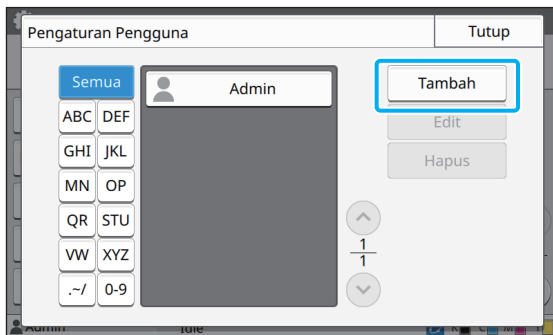 Pengaturan Pengguna
Tutup
Semua
ABC DEF
GHI JKL
MN OP
QR STU
VW XYZ
.~/ 0-9
Admin
Tambah
Edit
Hapus
1
1
Admin
Idle
K C M Y